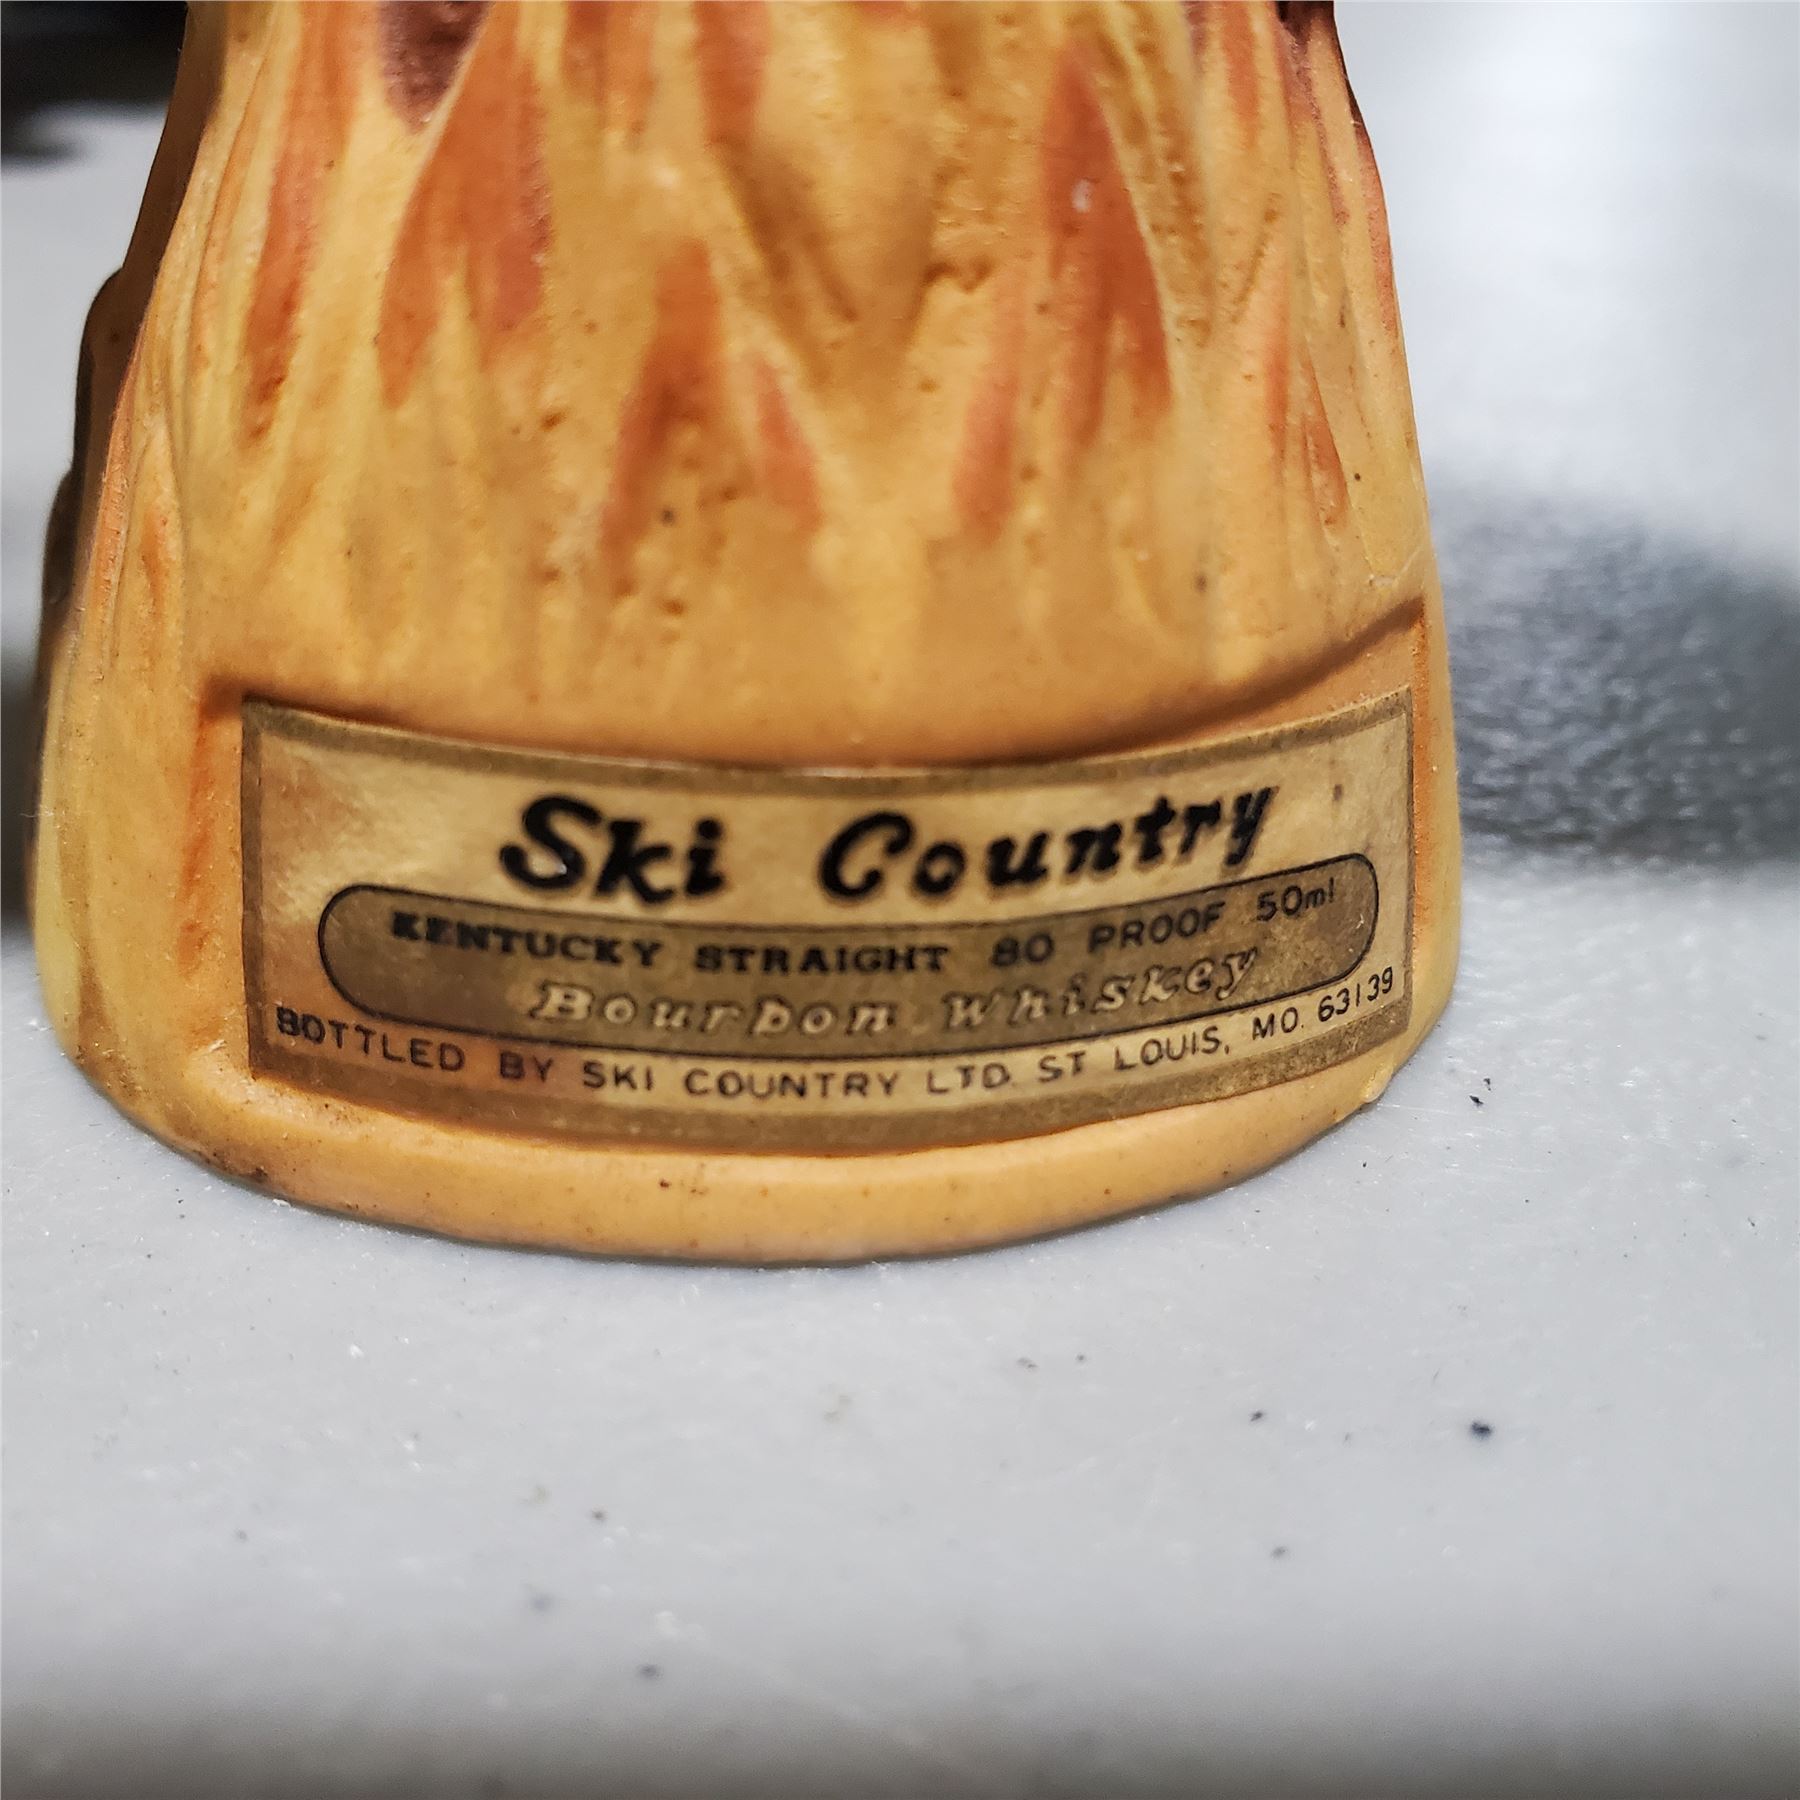 Ski Country
KENTUCKY STRAIGHT 80 PROOF 50ml
Bourbon Whiskey
BOTTLED BY SKI COUNTRY LTD. ST LOUIS, MO. 63139